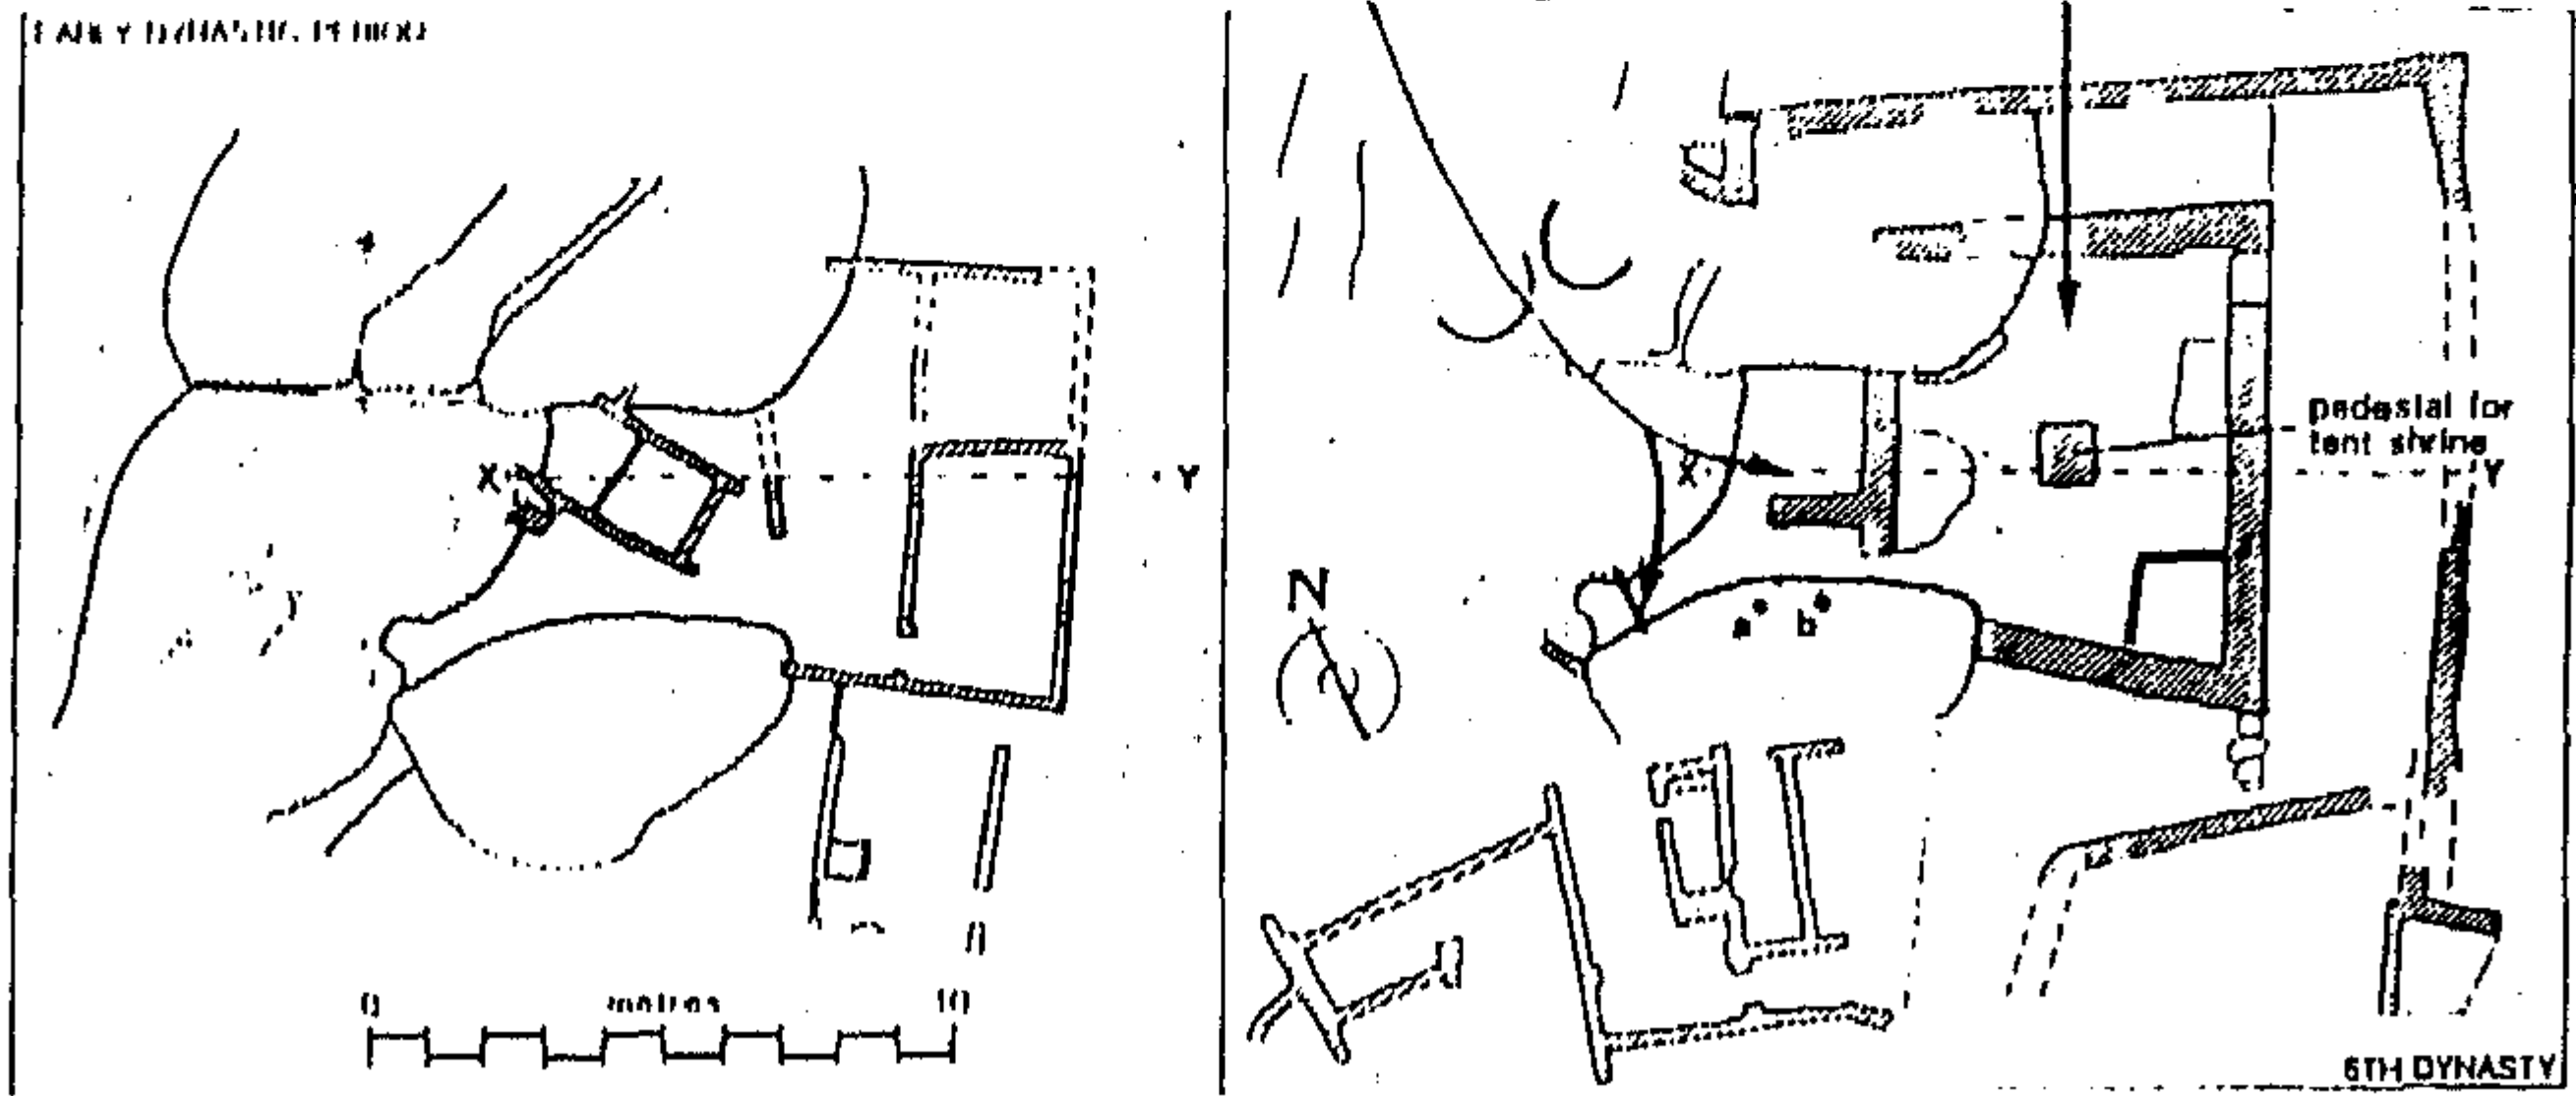 EARLY DYNASTIC PERIOD
X
Y
0 metres 10
pedestal for
tent shrine
X
Y
N
a b
6TH DYNASTY